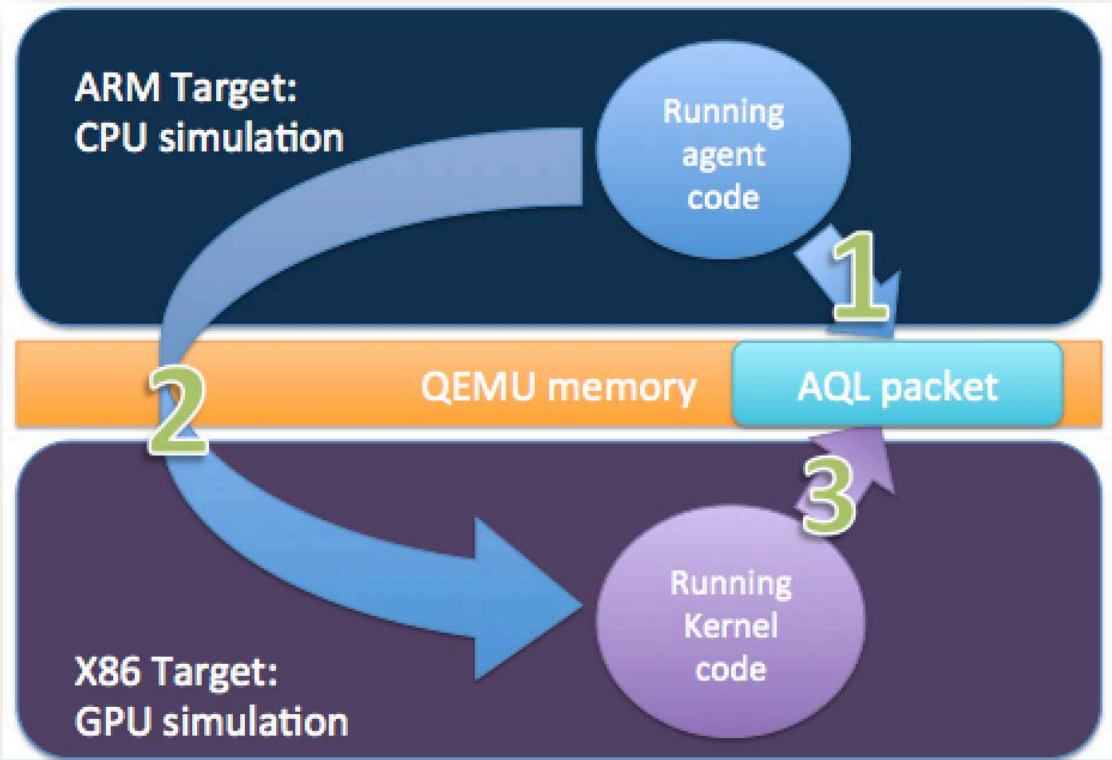 ARM Target:
CPU simulation
Running
agent
code
1
2
QEMU memory
AQL packet
3
Running
Kernel
code
X86 Target:
GPU simulation